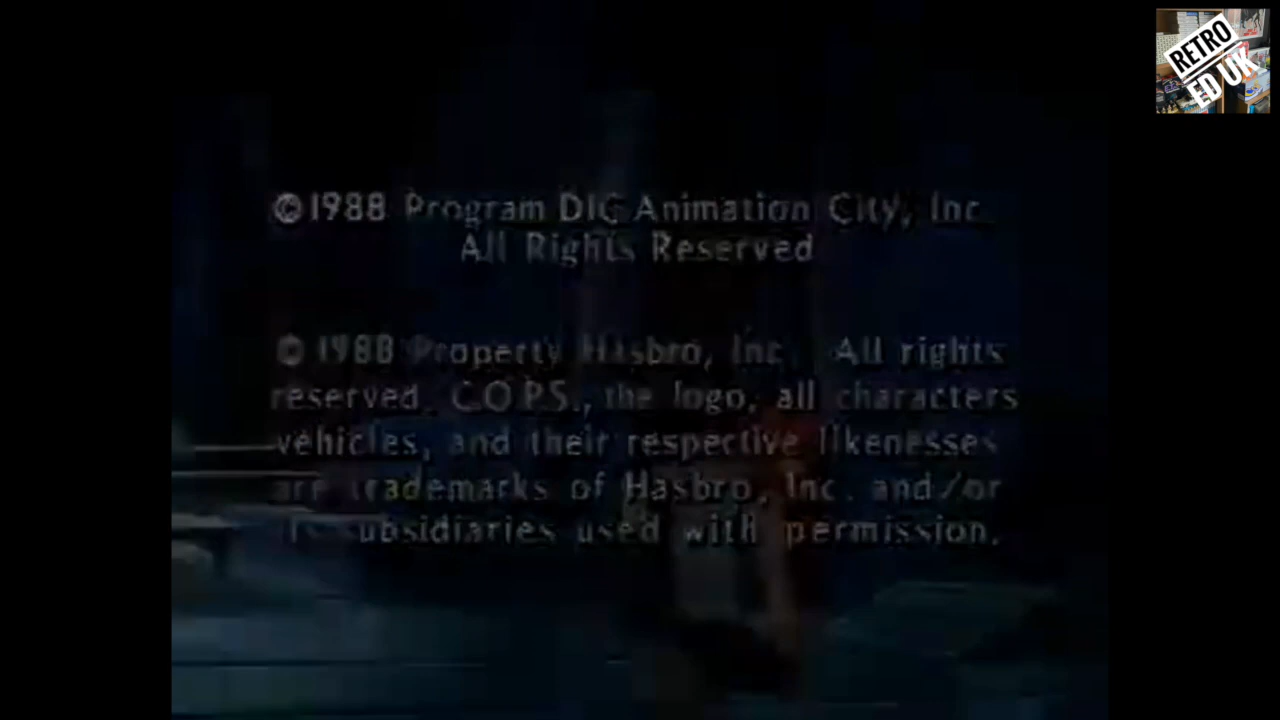 RETRO
ED UK
©1988 Program DIC Animation City, Inc.
All Rights Reserved
© 1988 Property Hasbro, Inc. All rights
reserved. C.O.P.S., the logo, all characters
vehicles, and their respective likenesses
are trademarks of Hasbro, Inc. and/or
its subsidiaries used with permission.